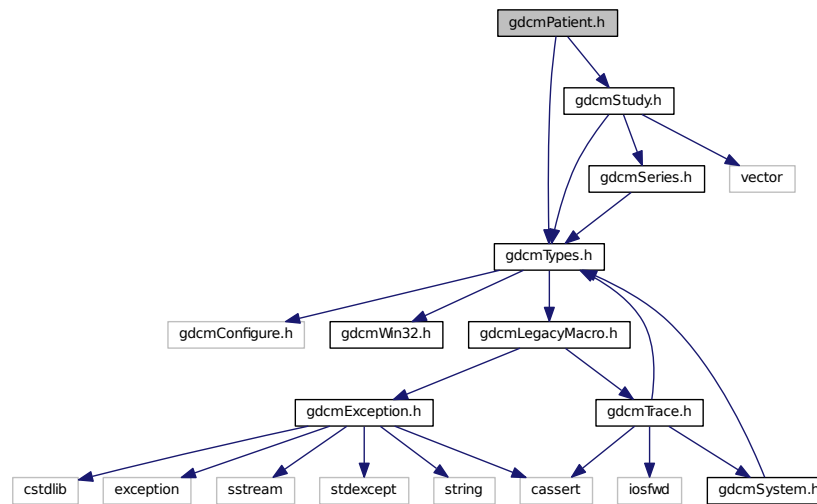 gdcmPatient.h
gdcmStudy.h
gdcmSeries.h
vector
gdcmTypes.h
gdcmConfigure.h
gdcmWin32.h
gdcmLegacyMacro.h
gdcmException.h
gdcmTrace.h
cstdlib
exception
sstream
stdexcept
string
cassert
iosfwd
gdcmSystem.h